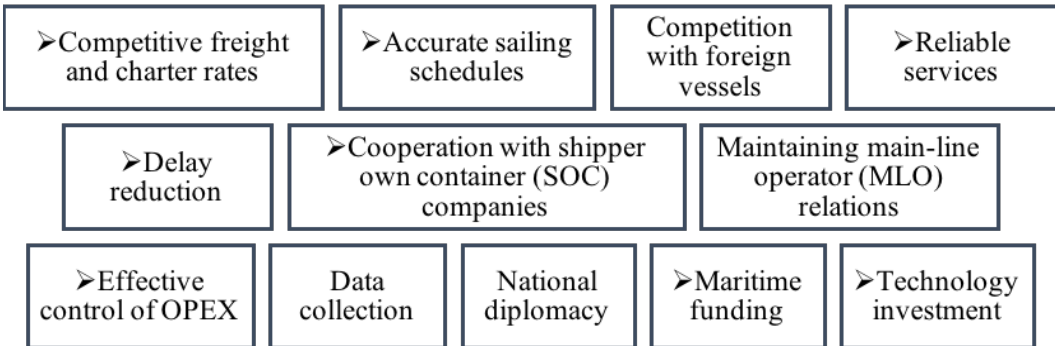 ➢Competitive freight
and charter rates
➢Accurate sailing
schedules
Competition
with foreign
vessels
➢Reliable
services
➢Delay
reduction
➢Cooperation with shipper
own container (SOC)
companies
Maintaining main-line
operator (MLO)
relations
➢Effective
control of OPEX
Data
collection
National
diplomacy
➢Maritime
funding
➢Technology
investment